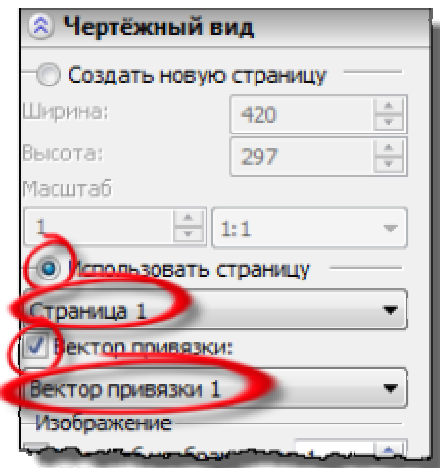 Чертёжный вид
Создать новую страницу
Ширина: 420
Высота: 297
Масштаб
1 1:1
Использовать страницу
Страница 1
Вектор привязки:
Вектор привязки 1
Изображение